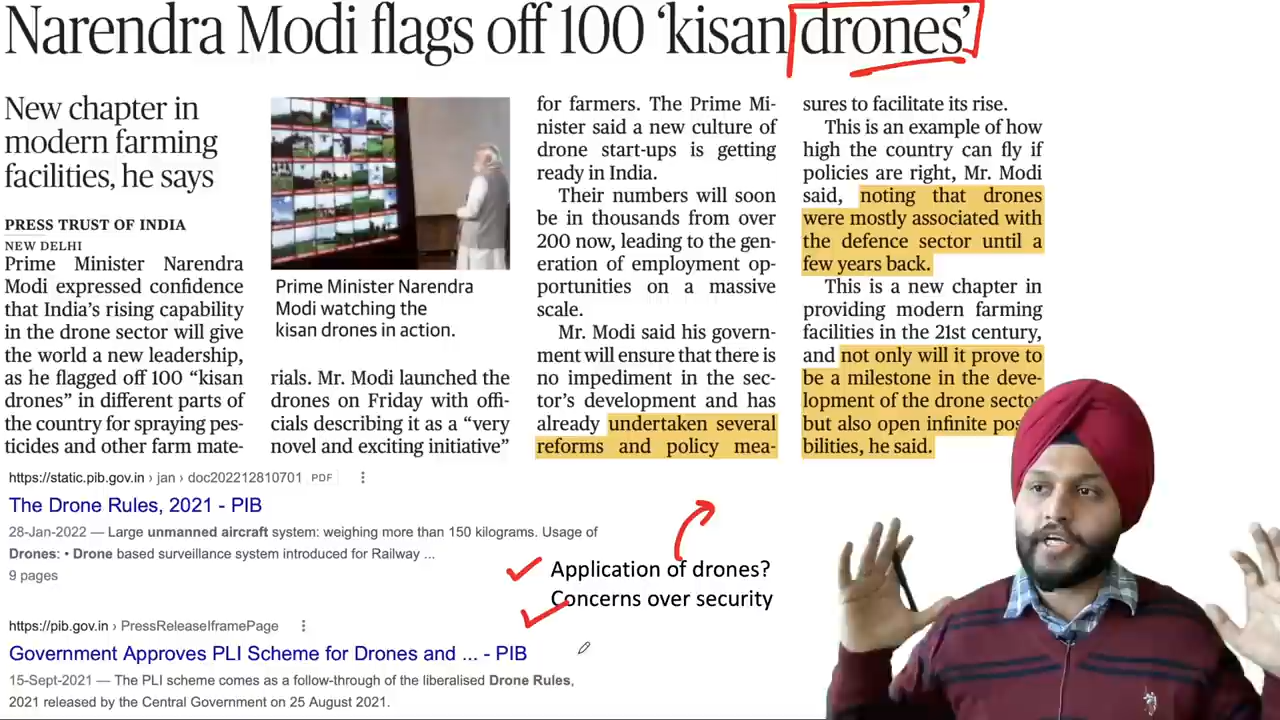 Narendra Modi flags off 100 ‘kisan drones’
New chapter in
modern farming
facilities, he says
PRESS TRUST OF INDIA
NEW DELHI
Prime Minister Narendra
Modi expressed confidence
that India’s rising capability
in the drone sector will give
the world a new leadership,
as he flagged off 100 “kisan
drones” in different parts of
the country for spraying pes-
ticides and other farm mate-
Prime Minister Narendra
Modi watching the
kisan drones in action.
rials. Mr. Modi launched the
drones on Friday with offi-
cials describing it as a “very
novel and exciting initiative”
for farmers. The Prime Mi-
nister said a new culture of
drone start-ups is getting
ready in India.
Their numbers will soon
be in thousands from over
200 now, leading to the gen-
eration of employment op-
portunities on a massive
scale.
Mr. Modi said his govern-
ment will ensure that there is
no impediment in the sec-
tor’s development and has
already undertaken several
reforms and policy mea-
sures to facilitate its rise.
This is an example of how
high the country can fly if
policies are right, Mr. Modi
said, noting that drones
were mostly associated with
the defence sector until a
few years back.
This is a new chapter in
providing modern farming
facilities in the 21st century,
and not only will it prove to
be a milestone in the deve-
lopment of the drone sector
but also open infinite
bilities, he said.
https://static.pib.gov.in › jan › doc202212810701 PDF
The Drone Rules, 2021 - PIB
28-Jan-2022 — Large unmanned aircraft system: weighing more than 150 kilograms. Usage of
Drones: • Drone based surveillance system introduced for Railway ...
9 pages
https://pib.gov.in › PressReleaseIframePage
Government Approves PLI Scheme for Drones and ... - PIB
15-Sept-2021 — The PLI scheme comes as a follow-through of the liberalised Drone Rules,
2021 released by the Central Government on 25 August 2021.
Application of drones?
Concerns over security